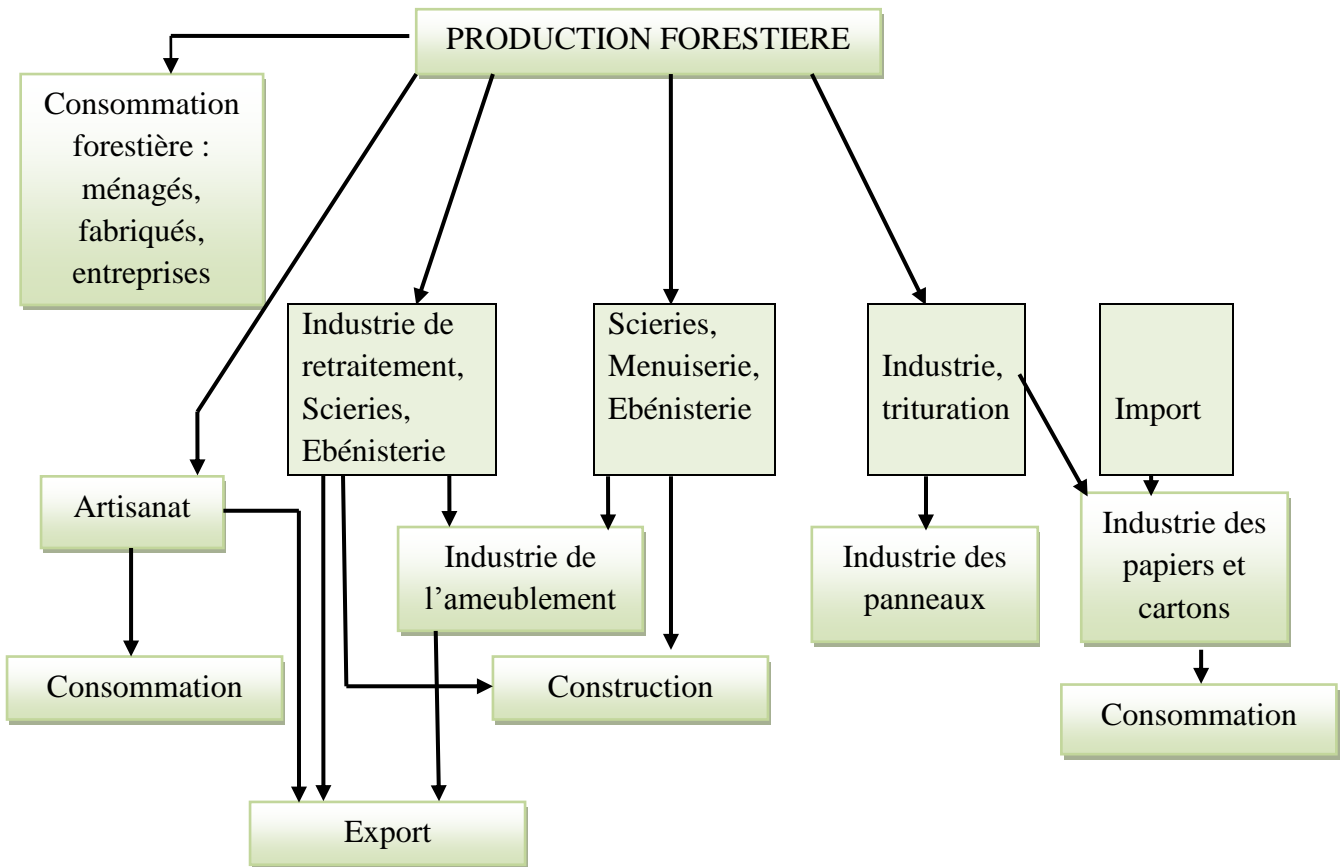 PRODUCTION FORESTIERE
Consommation
forestière :
ménagés,
fabriqués,
entreprises
Industrie de
retraitement,
Scieries,
Ebénisterie
Scieries,
Menuiserie,
Ebénisterie
Industrie,
trituration
Import
Artisanat
Industrie de
l’ameublement
Industrie des
panneaux
Industrie des
papiers et
cartons
Consommation
Construction
Consommation
Export